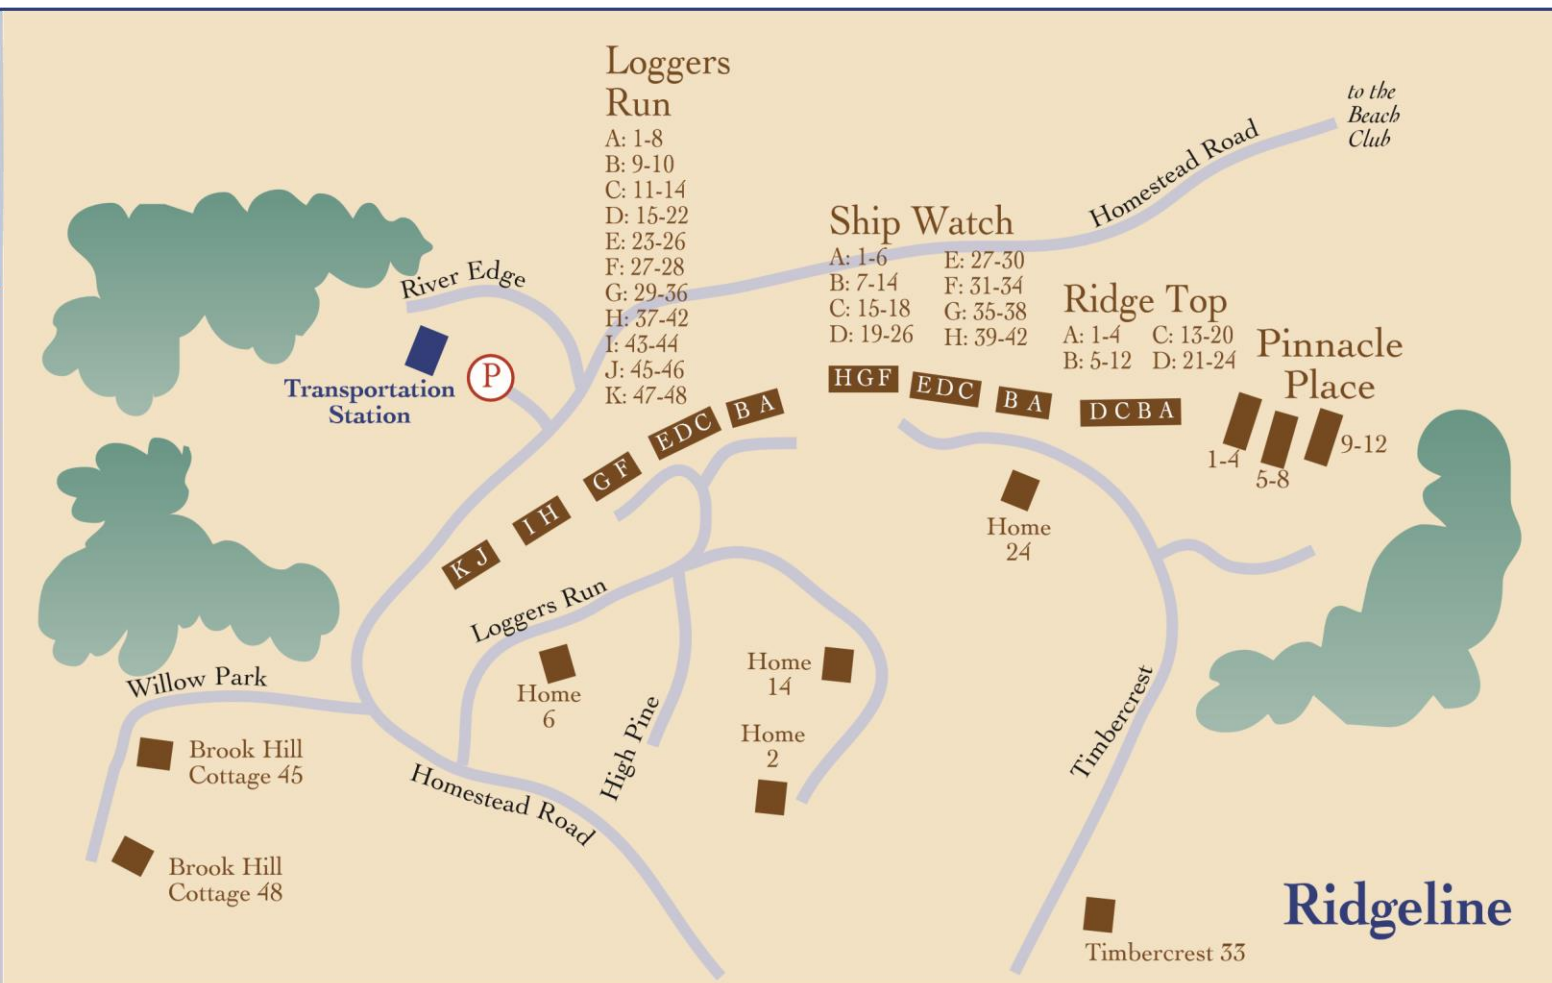 Loggers
Run
A: 1-8
B: 9-10
C: 11-14
D: 15-22
E: 23-26
F: 27-28
G: 29-36
H: 37-42
I: 43-44
J: 45-46
K: 47-48
to the
Beach
Club
Homestead Road
Ship Watch
A: 1-6 E: 27-30
B: 7-14 F: 31-34
C: 15-18 G: 35-38
D: 19-26 H: 39-42
Ridge Top
A: 1-4 C: 13-20
B: 5-12 D: 21-24
Pinnacle
Place
1-4
5-8
9-12
River Edge
P
Transportation
Station
K J
I H
G F
E D C
B A
H G F
E D C
B A
D C B A
Home
24
Loggers Run
Home
6
Home
14
Home
2
High Pine
Timbercrest
Willow Park
Brook Hill
Cottage 45
Brook Hill
Cottage 48
Homestead Road
Timbercrest 33
Ridgeline